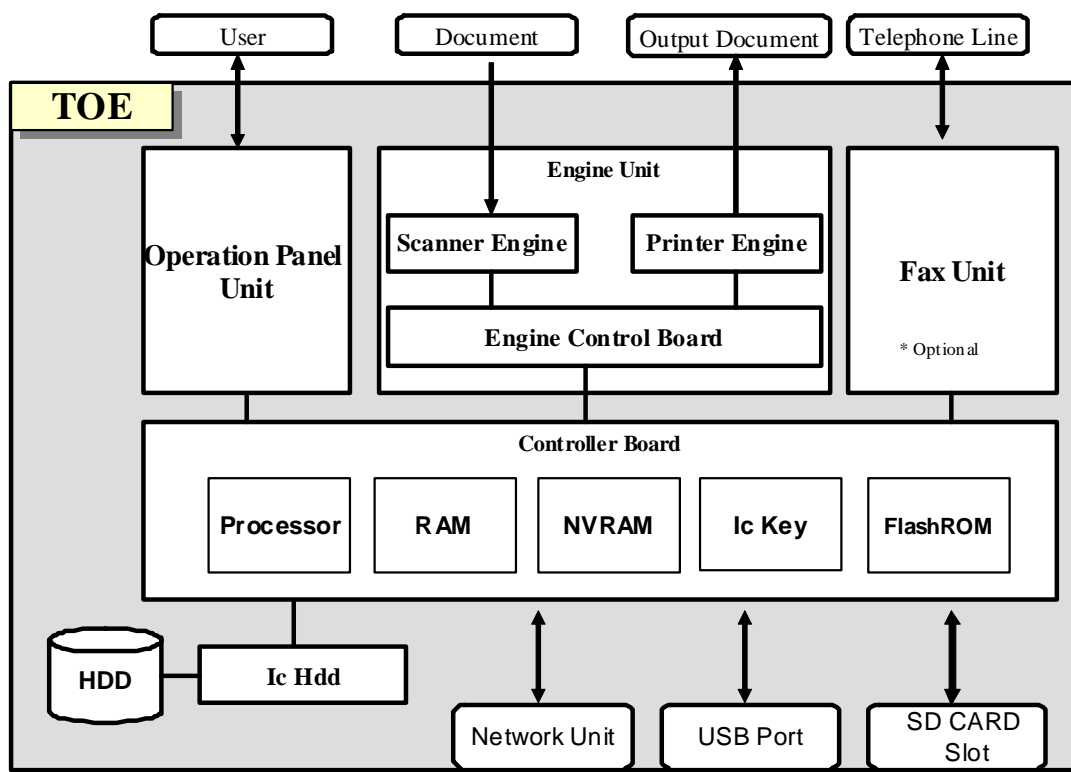 User
Document
Output Document
Telephone Line
TOE
Engine Unit
Scanner Engine
Printer Engine
Operation Panel
Unit
Engine Control Board
Fax Unit
* Optional
Controller Board
Processor
RAM
NVRAM
Ic Key
FlashROM
HDD
Ic Hdd
Network Unit
USB Port
SD CARD
Slot